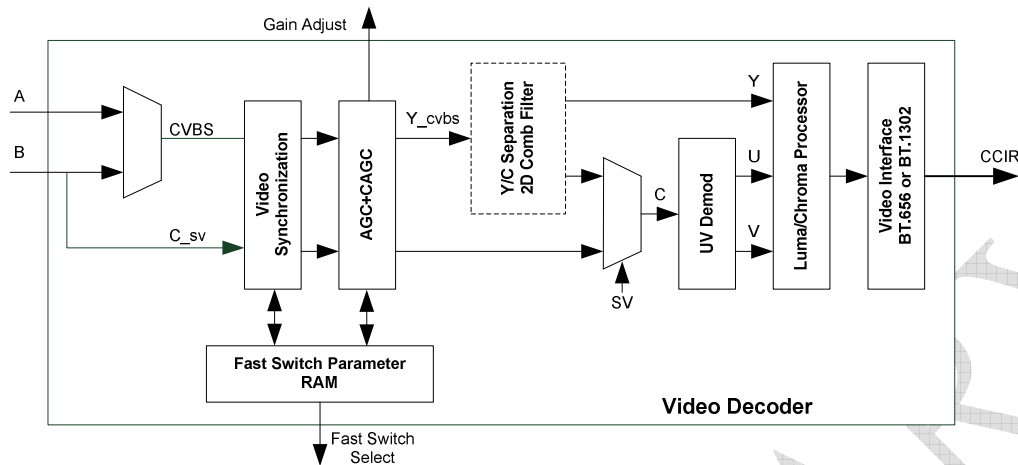 Gain Adjust
A
B
CVBS
C_sv
Video
Synchronization
AGC+CAGC
Y_cvbs
Y/C Separation
2D Comb Filter
SV
C
UV Demod
Y
U
V
Luma/Chroma Processor
Video Interface
BT.656 or BT.1302
CCIR
Fast Switch Parameter
RAM
Fast Switch
Select
Video Decoder